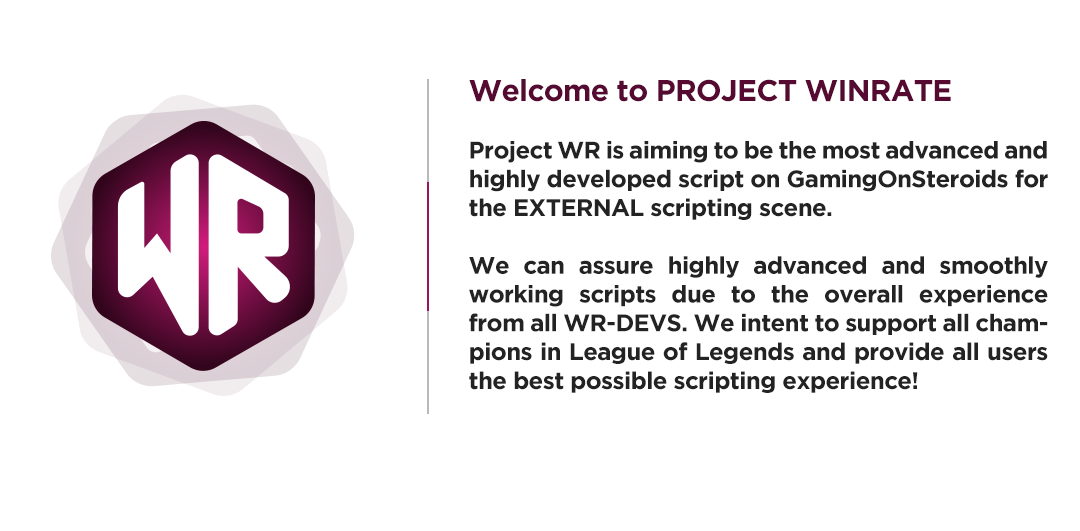 WR
Welcome to PROJECT WINRATE
Project WR is aiming to be the most advanced and
highly developed script on GamingOnSteroids for
the EXTERNAL scripting scene.
We can assure highly advanced and smoothly
working scripts due to the overall experience
from all WR-DEVS. We intent to support all cham-
pions in League of Legends and provide all users
the best possible scripting experience!